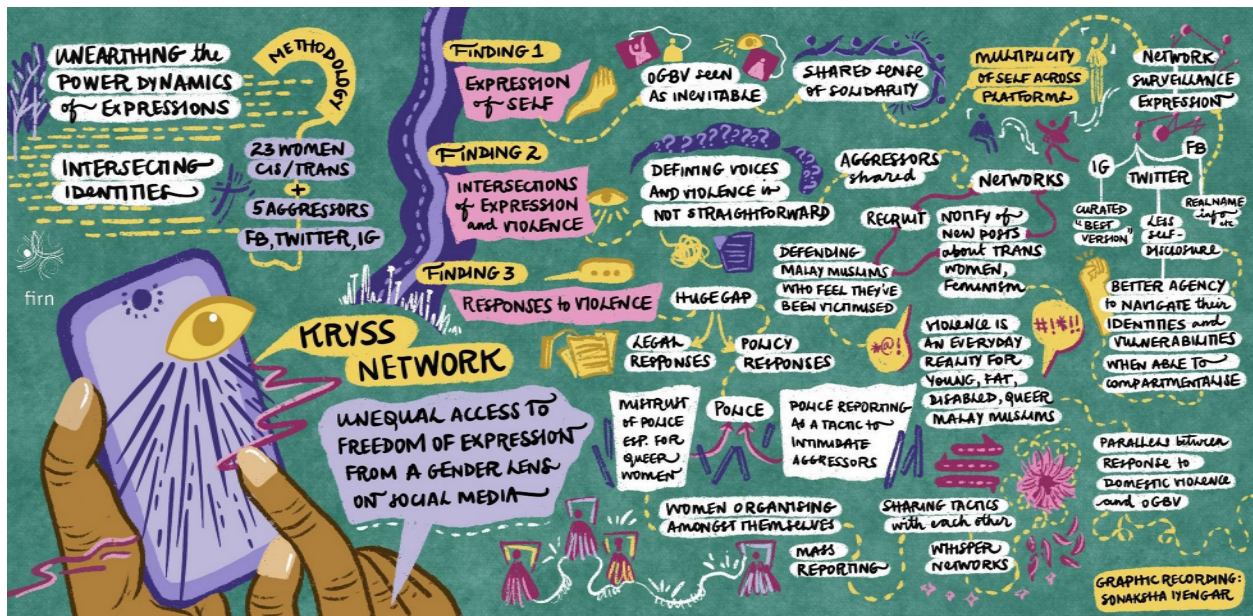 UNEARTHING the
POWER DYNAMICS
of EXPRESSIONS
INTERSECTING
IDENTITIES
METHODOLOGY
23 WOMEN
CIS/TRANS
+
5 AGGRESSORS
FB, TWITTER, IG
firn
KRYSS
NETWORK
UNEQUAL ACCESS TO
FREEDOM OF EXPRESSION
FROM A GENDER LENS
ON SOCIAL MEDIA
FINDING 1
EXPRESSION
of SELF
OGBV SEEN
AS INEVITABLE
SHARED SENSE
OF SOLIDARITY
MULTIPLICITY
OF SELF ACROSS
PLATFORMS
NETWORK
SURVEILLANCE
EXPRESSION
IG
TWITTER
FB
CURATED
"BEST
VERSION"
LESS
SELF-
DISCLOSURE
REAL NAME
info
etc
BETTER AGENCY
to NAVIGATE their
IDENTITIES and
VULNERABILITIES
WHEN ABLE TO
COMPARTMENTALISE
FINDING 2
INTERSECTIONS
of EXPRESSION
and VIOLENCE
? ? ? ? ? ? ? ? ? ?
DEFINING VOICES
AND VIOLENCE is
NOT STRAIGHTFORWARD
AGGRESSORS
shared
NETWORKS
RECRUIT
NOTIFY of
NEW POSTS
about TRANS
WOMEN,
FEMINISM
DEFENDING
MALAY MUSLIMS
WHO FEEL THEY'VE
BEEN VICTIMISED
*@!
#!*!!
VIOLENCE IS
AN EVERYDAY
REALITY FOR
YOUNG, FAT,
DISABLED, QUEER
MALAY MUSLIMS
FINDING 3
RESPONSES to VIOLENCE
HUGE GAP
LEGAL
RESPONSES
POLICY
RESPONSES
MISTRUST
OF POLICE
ESP. FOR
QUEER
WOMEN
POLICE
POLICE REPORTING
AS A TACTIC TO
INTIMIDATE
AGGRESSORS
WOMEN ORGANISING
AMONGST THEMSELVES
MASS
REPORTING
SHARING TACTICS
with each other
WHISPER
NETWORKS
PARALLELS between
RESPONSE to
DOMESTIC VIOLENCE
and OGBV
GRAPHIC RECORDING:
SONAKSHA IYENGAR